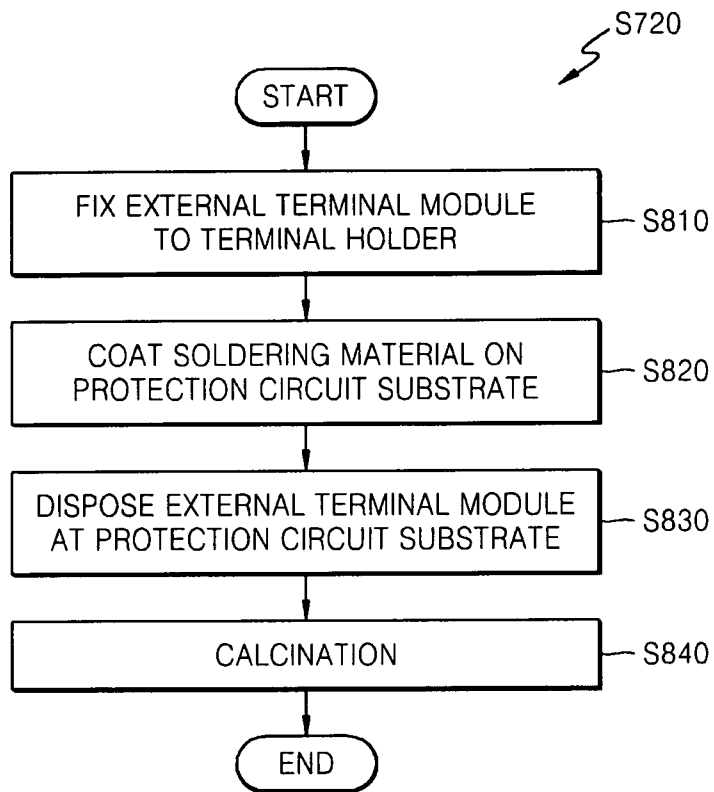 S720
START
FIX EXTERNAL TERMINAL MODULE
TO TERMINAL HOLDER
S810
COAT SOLDERING MATERIAL ON
PROTECTION CIRCUIT SUBSTRATE
S820
DISPOSE EXTERNAL TERMINAL MODULE
AT PROTECTION CIRCUIT SUBSTRATE
S830
CALCINATION
S840
END